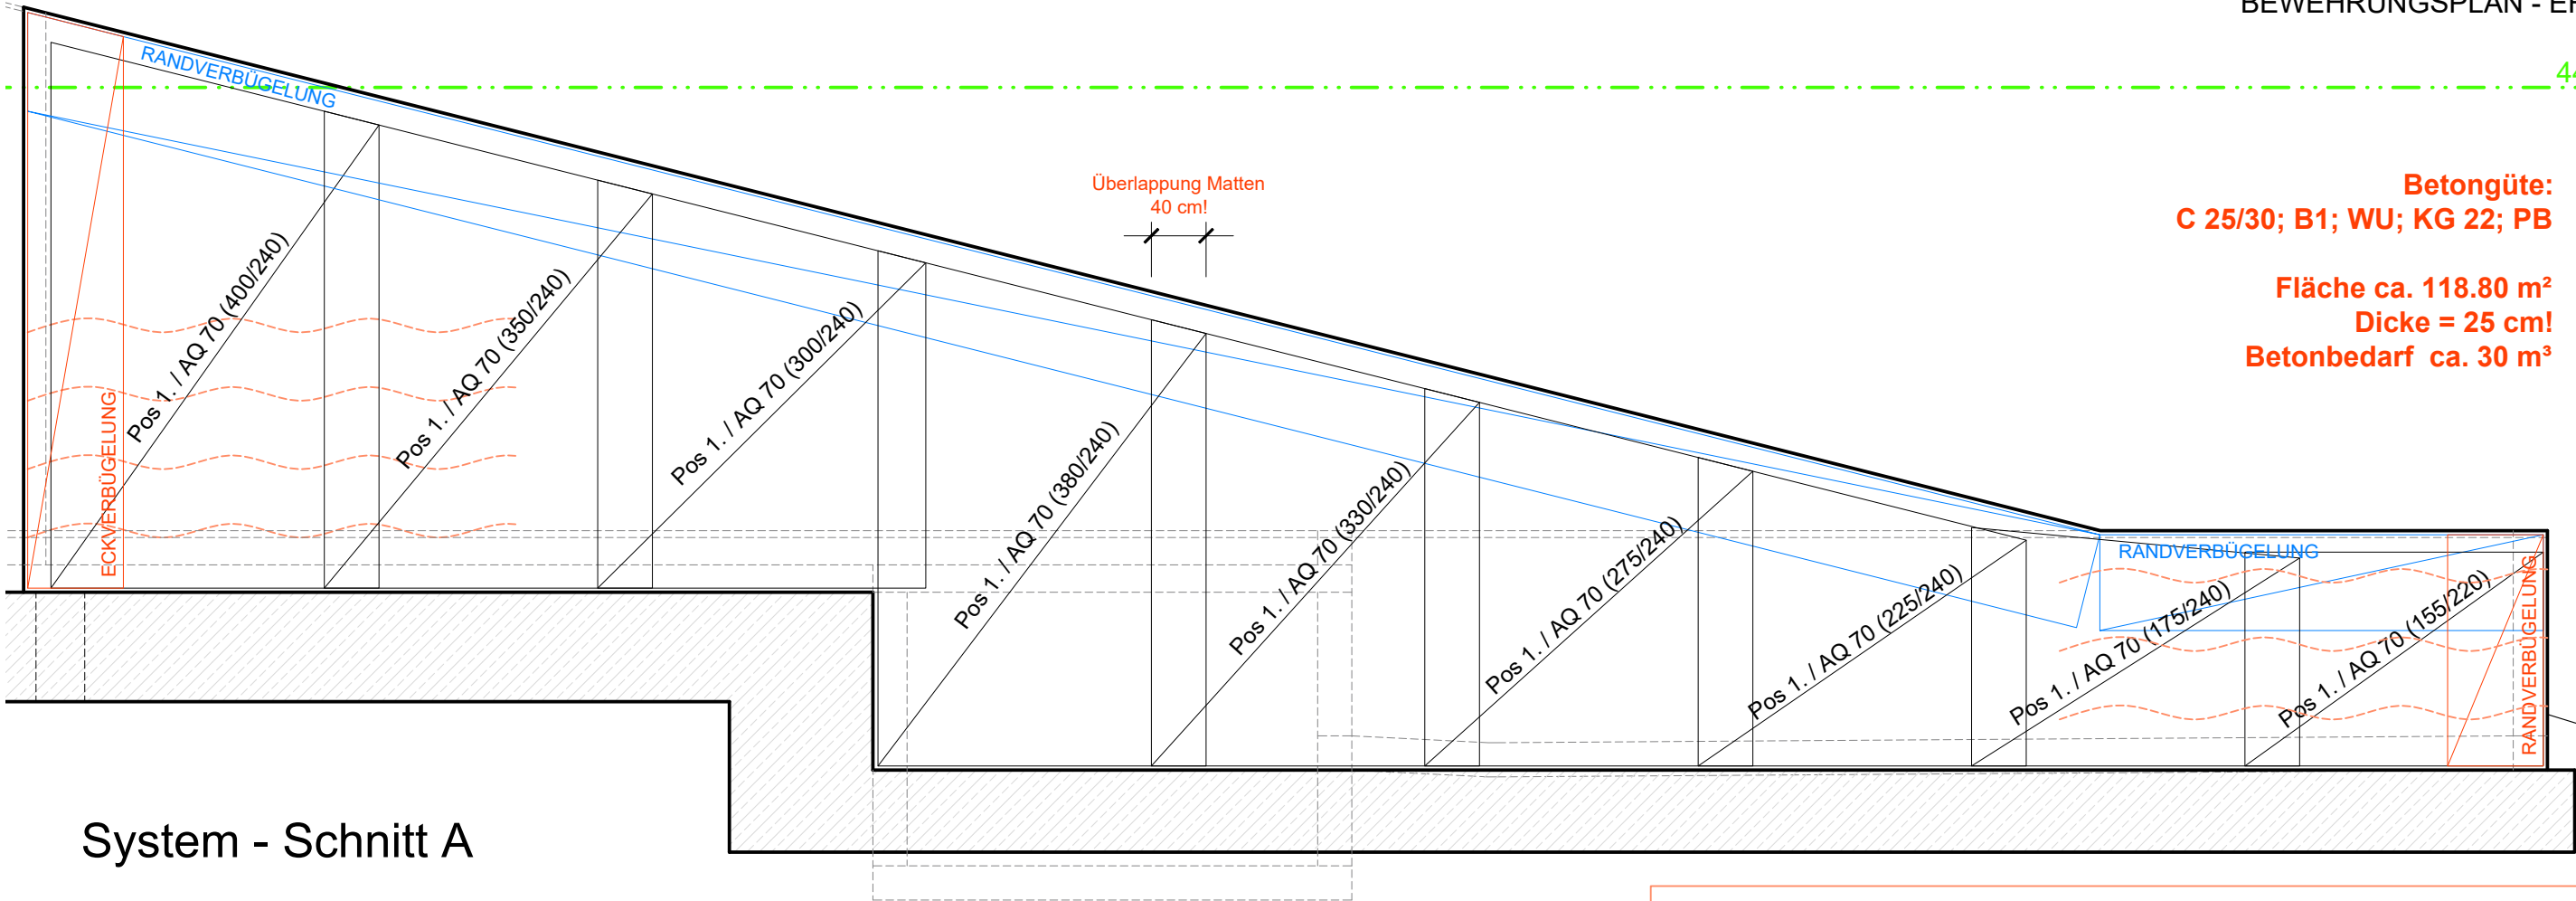 BEWEHRUNGSPLAN -
RANDVERBÜGELUNG
44
Überlappung Matten
40 cm!
Betongüte:
C 25/30; B1; WU; KG 22; PB
Fläche ca. 118.80 m²
Dicke = 25 cm!
Betonbedarf ca. 30 m³
ECKVERBÜGELUNG
Pos 1. / AQ 70 (400/240)
Pos 1. / AQ 70 (350/240)
Pos 1. / AQ 70 (300/240)
Pos 1. / AQ 70 (380/240)
Pos 1. / AQ 70 (330/240)
Pos 1. / AQ 70 (275/240)
Pos 1. / AQ 70 (225/240)
Pos 1. / AQ 70 (175/240)
Pos 1. / AQ 70 (155/220)
RANDVERBÜGELUNG
RANDVERBÜGELUNG
System - Schnitt A